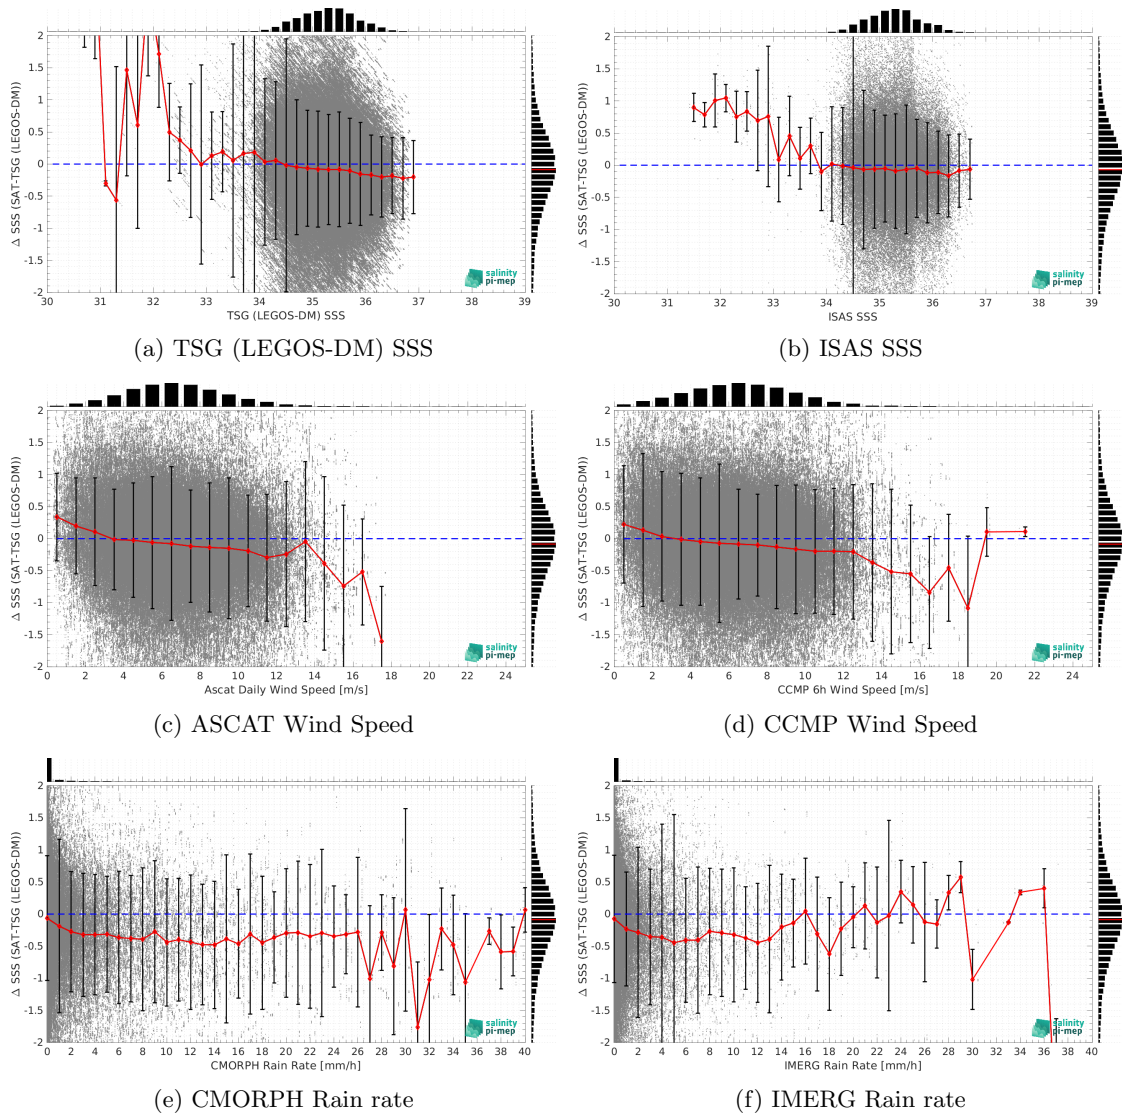 Δ SSS (SAT-TSG (LEGOS-DM))
2
1.5
1
0.5
0
-0.5
-1
-1.5
-2
30 31 32 33 34 35 36 37 38 39
TSG (LEGOS-DM) SSS
salinity
pi-mep
(a) TSG (LEGOS-DM) SSS
Δ SSS (SAT-TSG (LEGOS-DM))
2
1.5
1
0.5
0
-0.5
-1
-1.5
-2
30 31 32 33 34 35 36 37 38 39
ISAS SSS
salinity
pi-mep
(b) ISAS SSS
Δ SSS (SAT-TSG (LEGOS-DM))
2
1.5
1
0.5
0
-0.5
-1
-1.5
-2
0 2 4 6 8 10 12 14 16 18 20 22 24
Ascat Daily Wind Speed [m/s]
salinity
pi-mep
(c) ASCAT Wind Speed
Δ SSS (SAT-TSG (LEGOS-DM))
2
1.5
1
0.5
0
-0.5
-1
-1.5
-2
0 2 4 6 8 10 12 14 16 18 20 22 24
CCMP 6h Wind Speed [m/s]
salinity
pi-mep
(d) CCMP Wind Speed
Δ SSS (SAT-TSG (LEGOS-DM))
2
1.5
1
0.5
0
-0.5
-1
-1.5
-2
0 2 4 6 8 10 12 14 16 18 20 22 24 26 28 30 32 34 36 38 40
CMORPH Rain Rate [mm/h]
salinity
pi-mep
(e) CMORPH Rain rate
Δ SSS (SAT-TSG (LEGOS-DM))
2
1.5
1
0.5
0
-0.5
-1
-1.5
-2
0 2 4 6 8 10 12 14 16 18 20 22 24 26 28 30 32 34 36 38 40
IMERG Rain Rate [mm/h]
salinity
pi-mep
(f) IMERG Rain rate